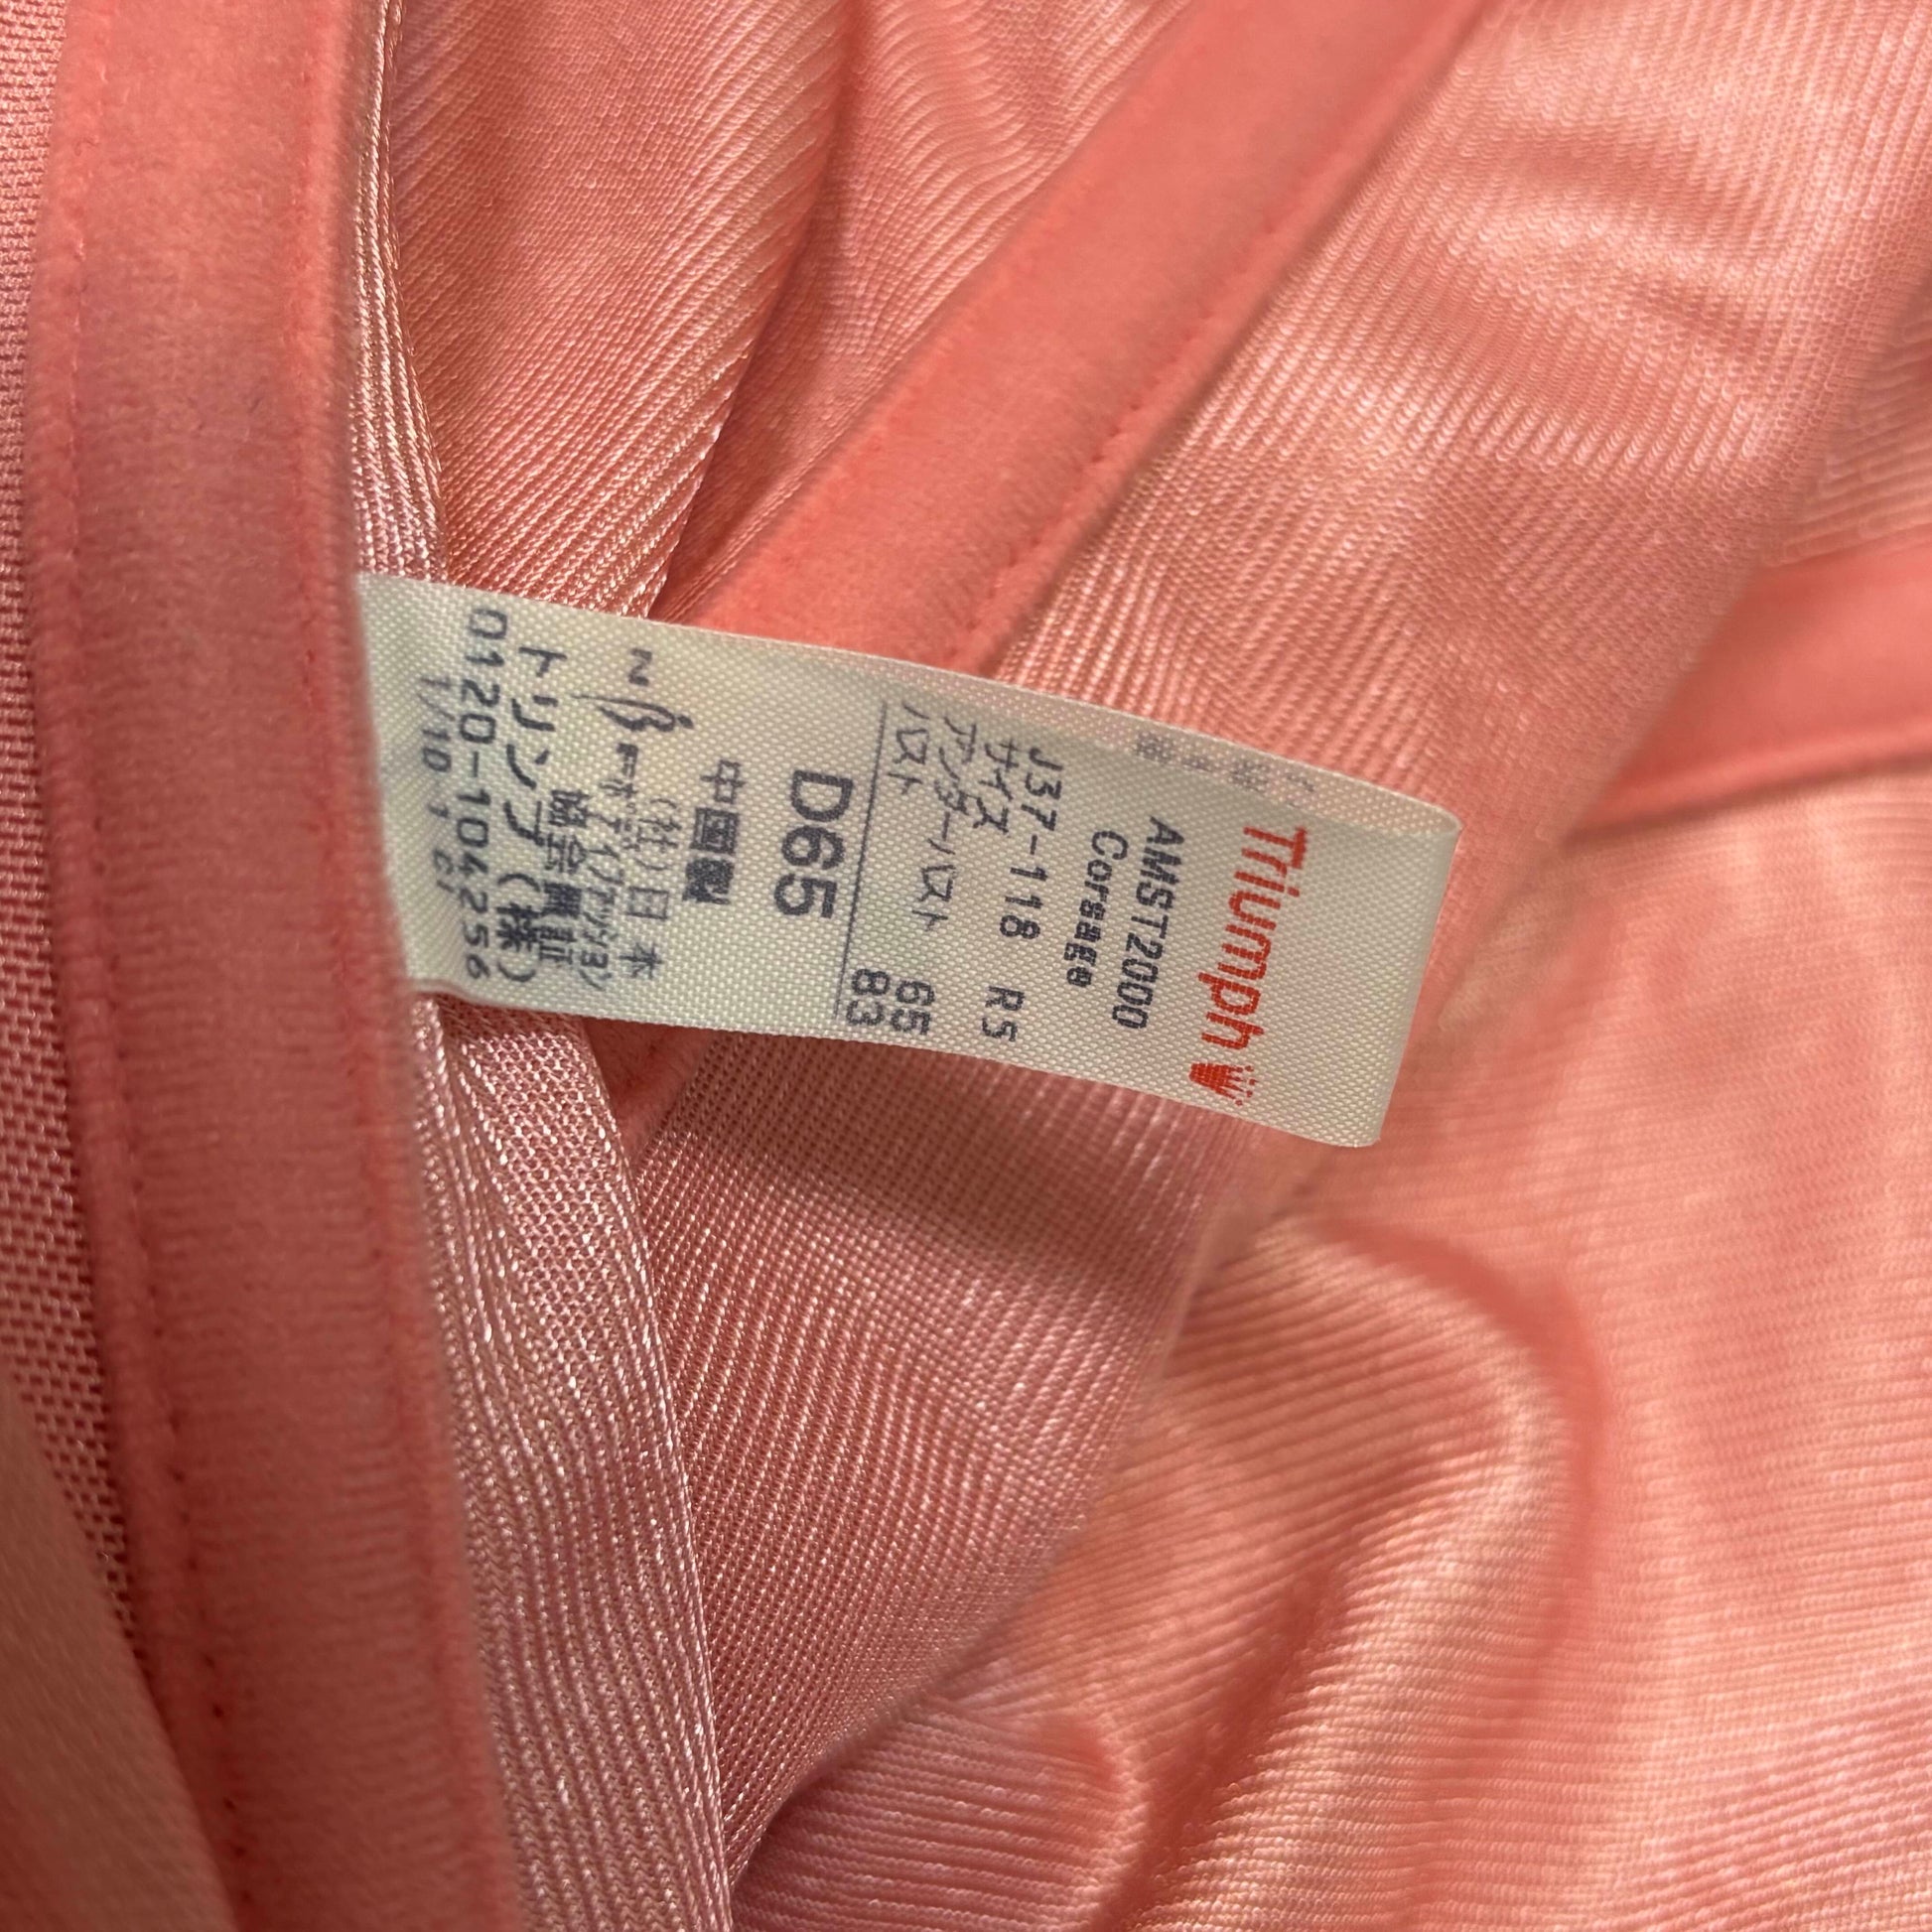 Triumph
AMST2000
Corsage
J37-118 R5
サイズ
アンダーバスト 65
バスト 83
D65
中国製
N
(社)日本
ボディファッション
協会員証
トリンプ(株)
0120-104256